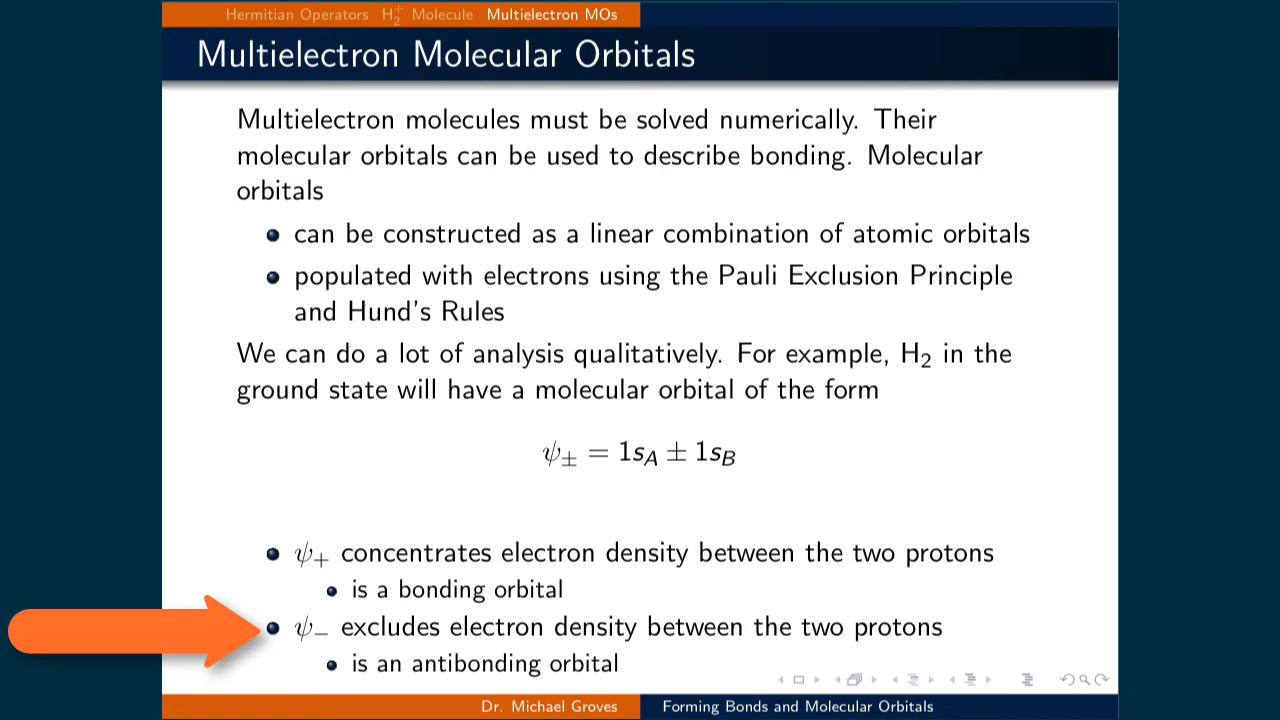 Hermitian Operators H₂⁺ Molecule Multielectron MOs
Multielectron Molecular Orbitals
Multielectron molecules must be solved numerically. Their
molecular orbitals can be used to describe bonding. Molecular
orbitals
can be constructed as a linear combination of atomic orbitals
populated with electrons using the Pauli Exclusion Principle
and Hund's Rules
We can do a lot of analysis qualitatively. For example, H₂ in the
ground state will have a molecular orbital of the form
ψ± = 1s_A ± 1s_B
ψ₊ concentrates electron density between the two protons
is a bonding orbital
ψ₋ excludes electron density between the two protons
is an antibonding orbital
Dr. Michael Groves Forming Bonds and Molecular Orbitals